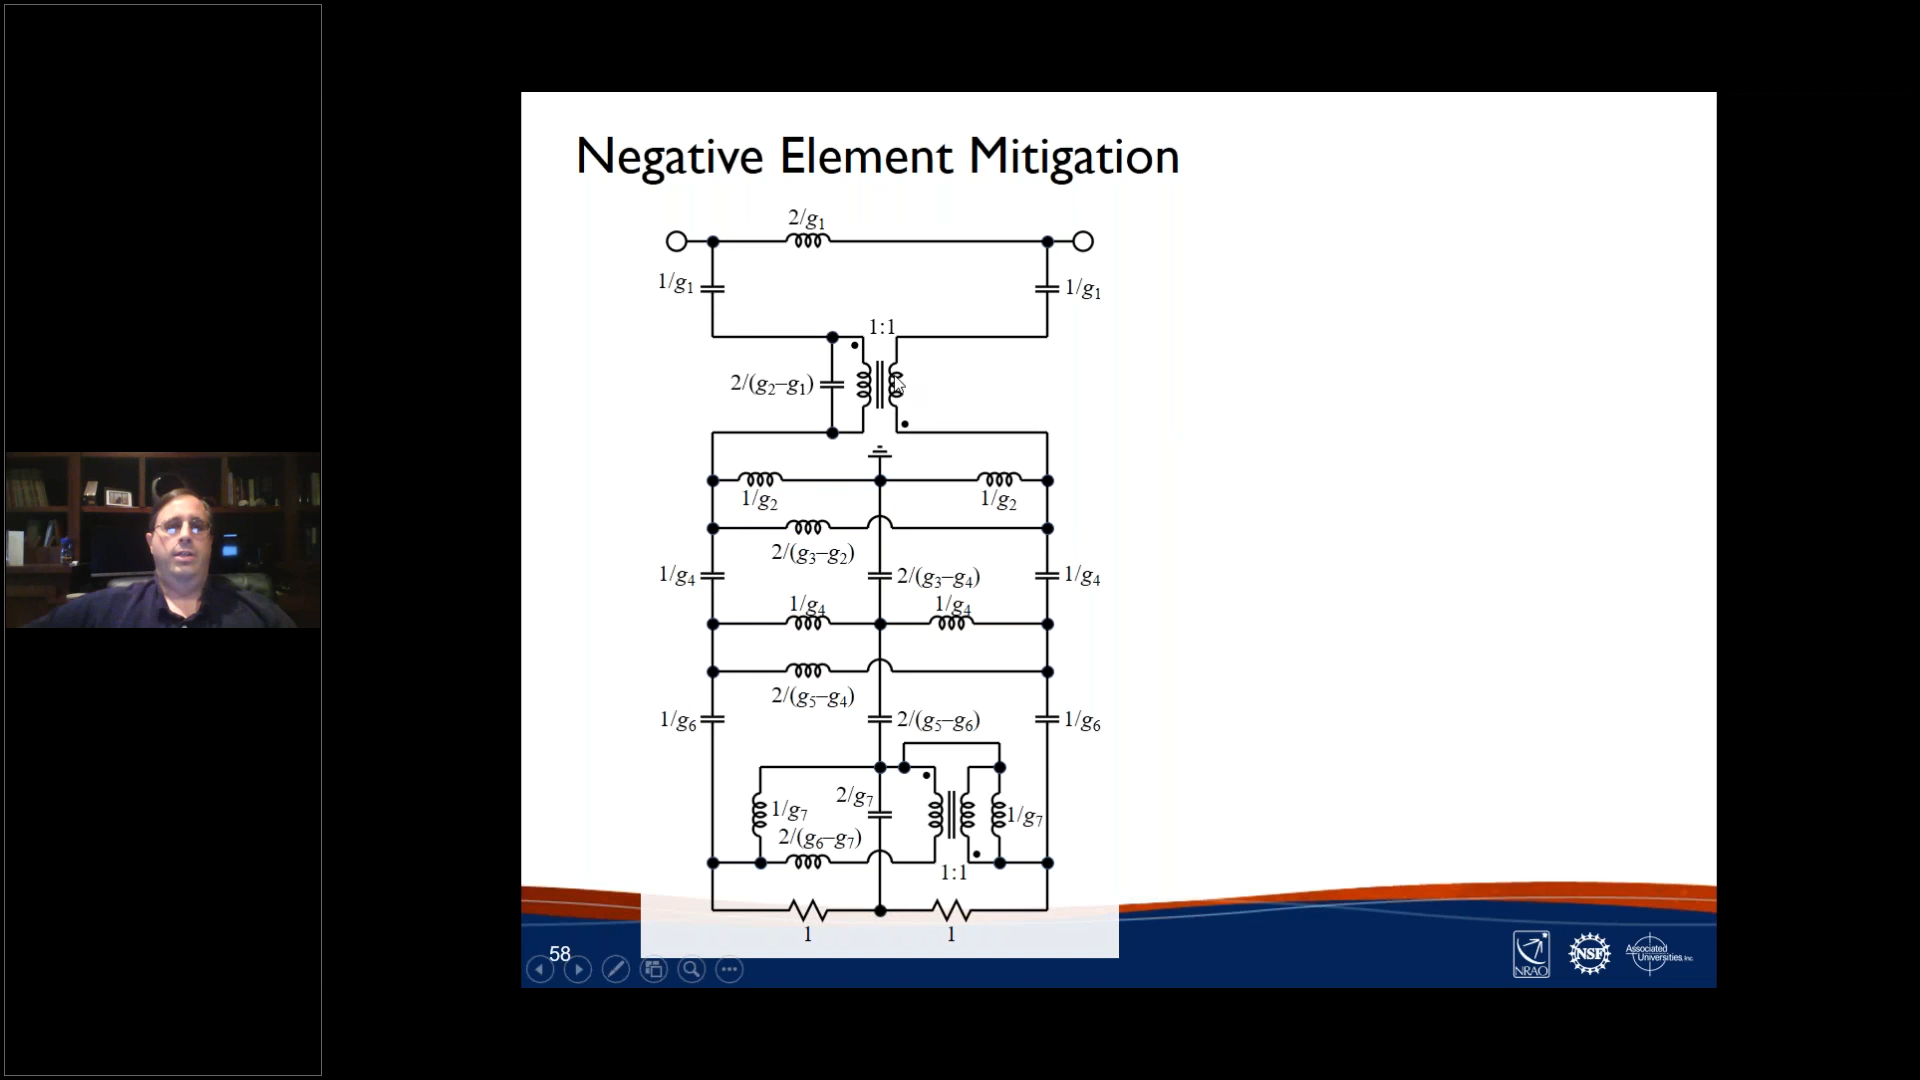 Negative Element Mitigation
2/g₁
1/g₁
1/g₁
1:1
2/(g₂–g₁)
1/g₂
1/g₂
2/(g₃–g₂)
1/g₄
2/(g₃–g₄)
1/g₄
1/g₄
1/g₄
2/(g₅–g₄)
1/g₆
2/(g₅–g₆)
1/g₆
2/g₇
1/g₇
1/g₇
2/(g₆–g₇)
1:1
1
1
58
NRAO
NSF
Associated
Universities, Inc.